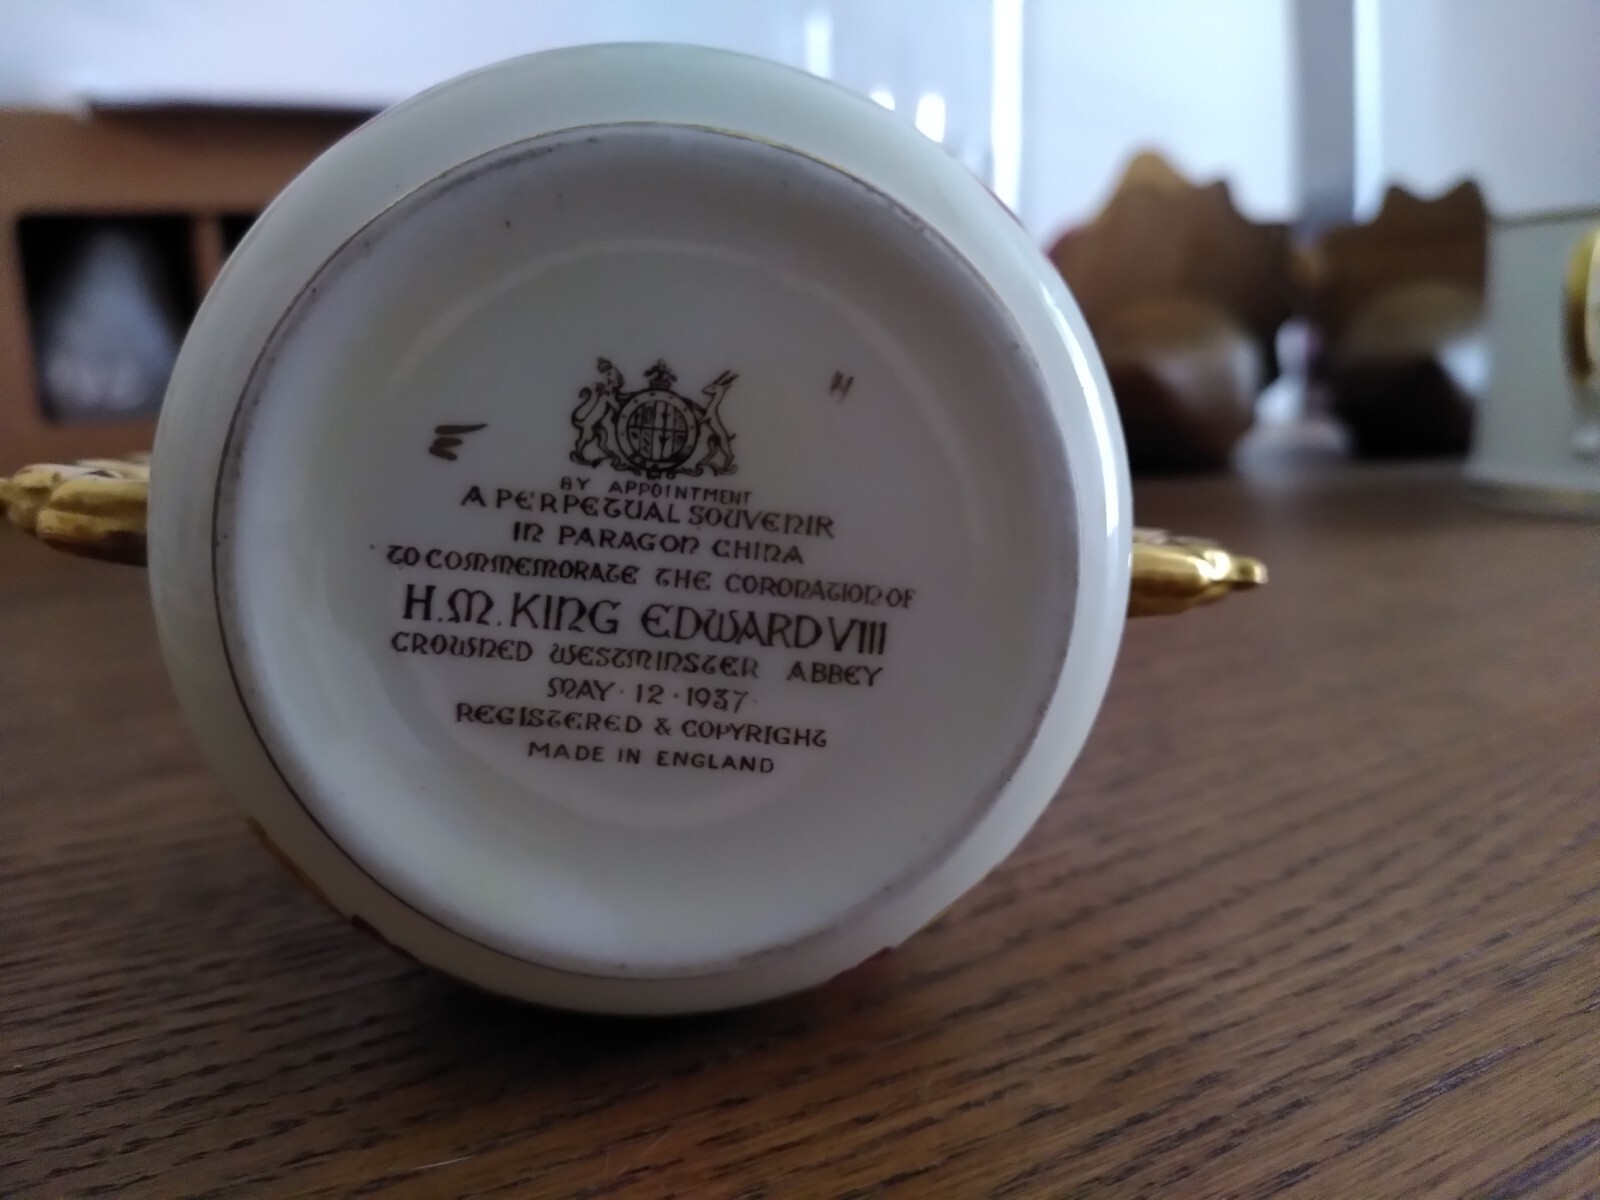 BY APPOINTMENT
A PERPETUAL SOUVENIR
IN PARAGON CHINA
TO COMMEMORATE THE CORONATION OF
H.M. KING EDWARD VIII
CROWNED WESTMINSTER ABBEY
MAY · 12 · 1937·
REGISTERED & COPYRIGHT
MADE IN ENGLAND
H